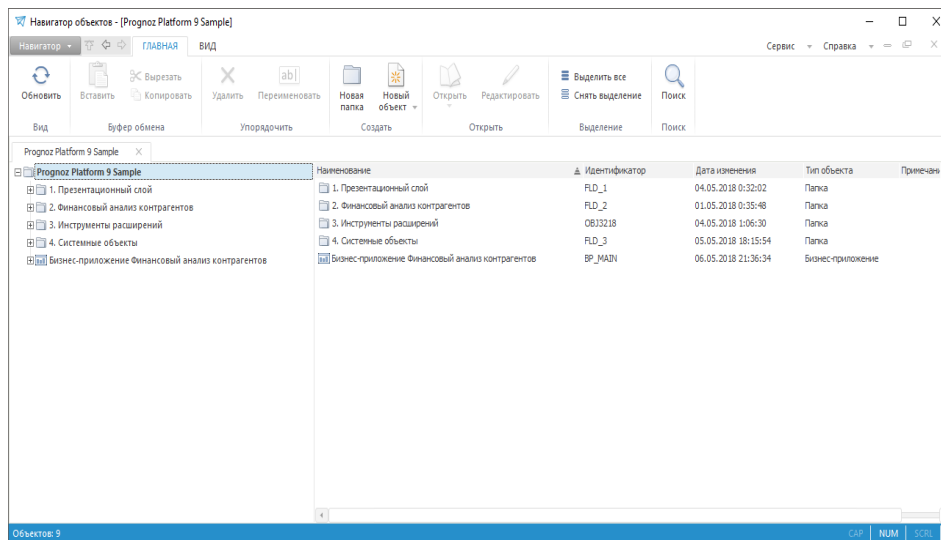 Навигатор объектов - [Prognoz Platform 9 Sample]
Навигатор ГЛАВНАЯ ВИД Сервис Справка
Обновить Вставить Вырезать Копировать Удалить Переименовать Новая папка Новый объект Открыть Редактировать Выделить все Снять выделение Поиск
Вид Буфер обмена Упорядочить Создать Открыть Выделение Поиск
Prognoz Platform 9 Sample
Prognoz Platform 9 Sample
1. Презентационный слой
2. Финансовый анализ контрагентов
3. Инструменты расширений
4. Системные объекты
Бизнес-приложение Финансовый анализ контрагентов
Наименование Идентификатор Дата изменения Тип объекта Примечани
1. Презентационный слой FLD_1 04.05.2018 0:32:02 Папка
2. Финансовый анализ контрагентов FLD_2 01.05.2018 0:35:48 Папка
3. Инструменты расширений OBJ3218 04.05.2018 1:06:30 Папка
4. Системные объекты FLD_3 05.05.2018 18:15:54 Папка
Бизнес-приложение Финансовый анализ контрагентов BP_MAIN 06.05.2018 21:36:34 Бизнес-приложение
Объектов: 9 CAP NUM SCRL